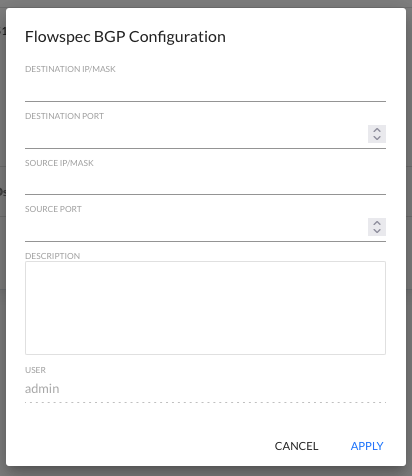 Flowspec BGP Configuration
DESTINATION IP/MASK
DESTINATION PORT
SOURCE IP/MASK
SOURCE PORT
DESCRIPTION
USER
admin
CANCEL APPLY